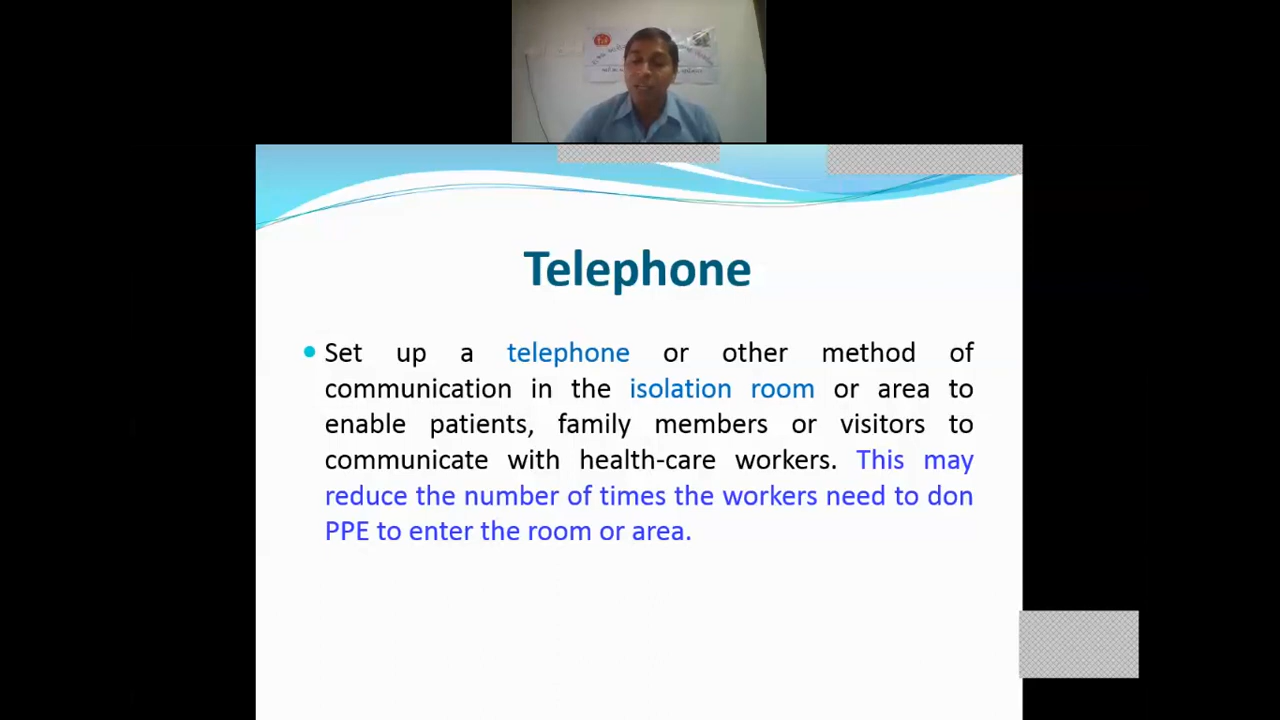 Telephone
Set up a telephone or other method of
communication in the isolation room or area to
enable patients, family members or visitors to
communicate with health-care workers. This may
reduce the number of times the workers need to don
PPE to enter the room or area.